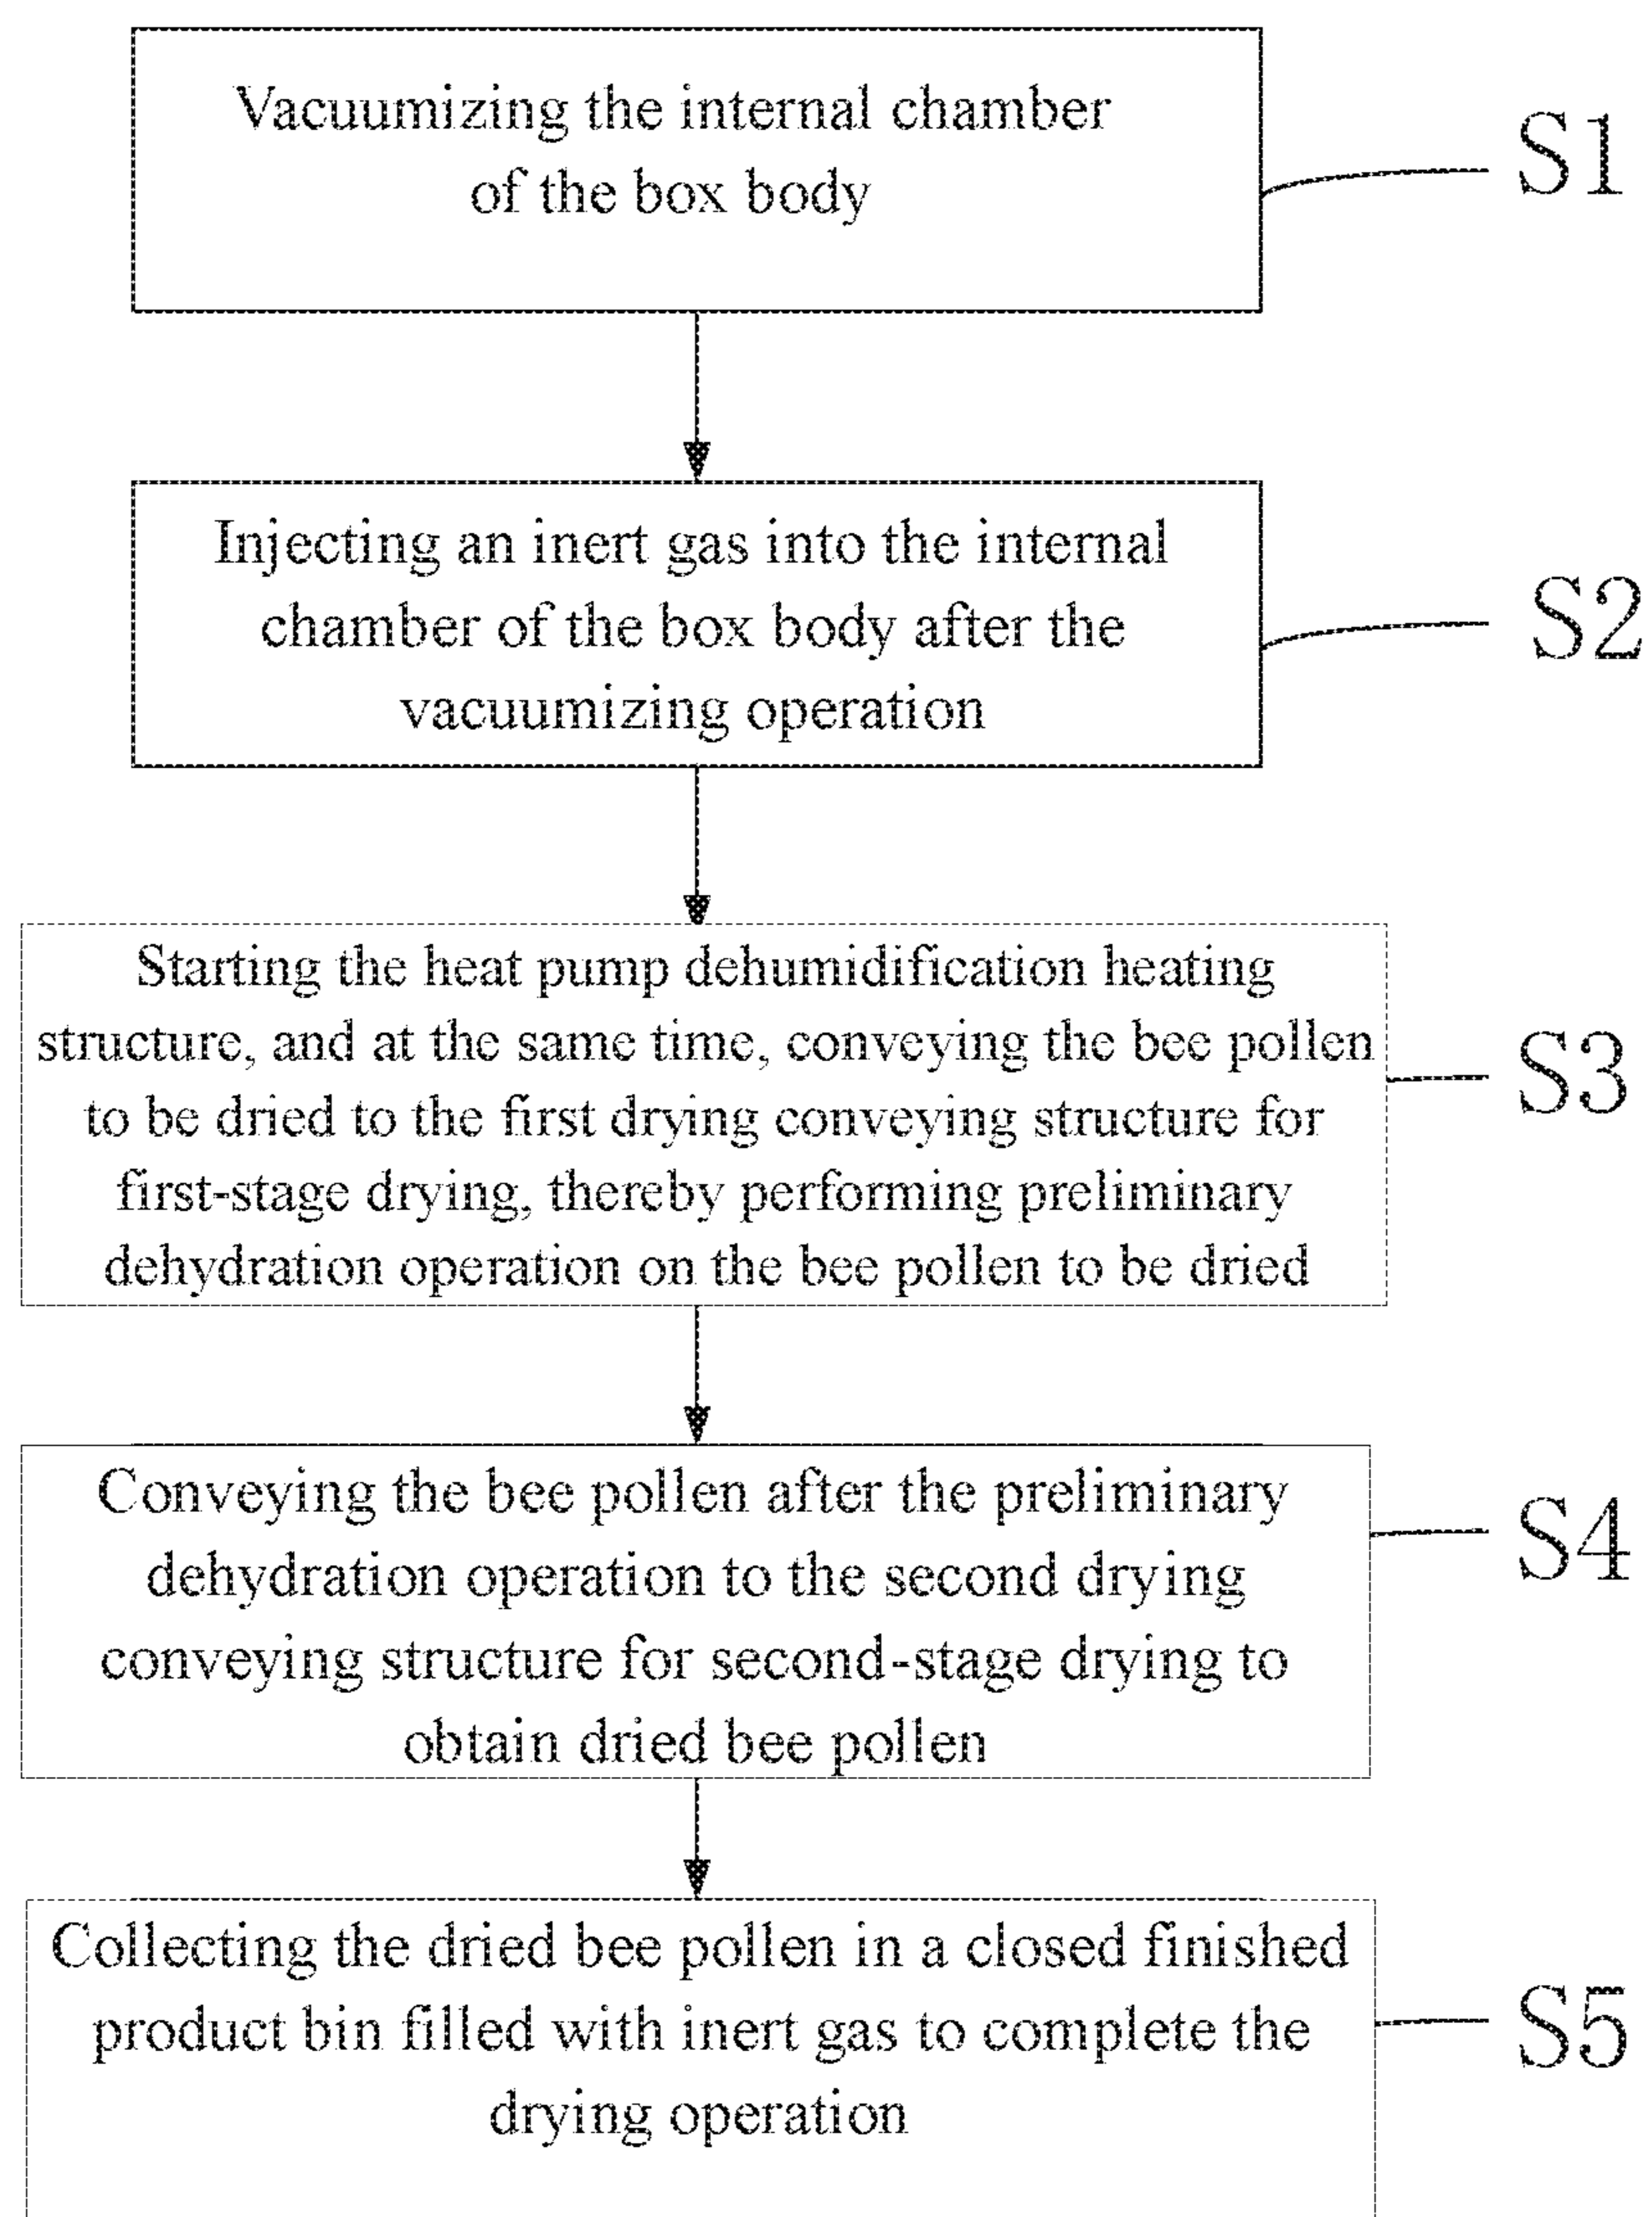 Vacuumizing the internal chamber
of the box body
S1
Injecting an inert gas into the internal
chamber of the box body after the
vacuumizing operation
S2
Starting the heat pump dehumidification heating
structure, and at the same time, conveying the bee pollen
to be dried to the first drying conveying structure for
first-stage drying, thereby performing preliminary
dehydration operation on the bee pollen to be dried
S3
Conveying the bee pollen after the preliminary
dehydration operation to the second drying
conveying structure for second-stage drying to
obtain dried bee pollen
S4
Collecting the dried bee pollen in a closed finished
product bin filled with inert gas to complete the
drying operation
S5